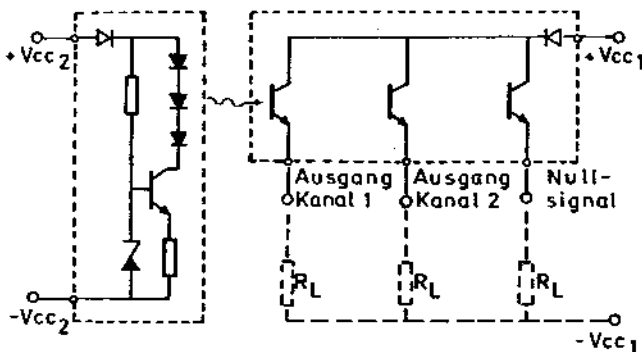 +Vcc2
+Vcc1
Ausgang
Kanal 1
Ausgang
Kanal 2
Null-
signal
RL
RL
RL
-Vcc2
-Vcc1